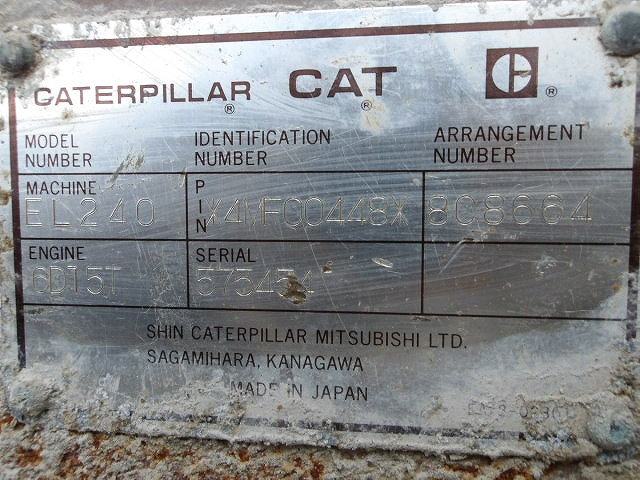 CATERPILLAR® CAT® ®
MODEL NUMBER IDENTIFICATION NUMBER ARRANGEMENT NUMBER
MACHINE PIN
EL240 X4MF00448X 8C8664
ENGINE SERIAL
6D15T 575454
SHIN CATERPILLAR MITSUBISHI LTD.
SAGAMIHARA, KANAGAWA
MADE IN JAPAN